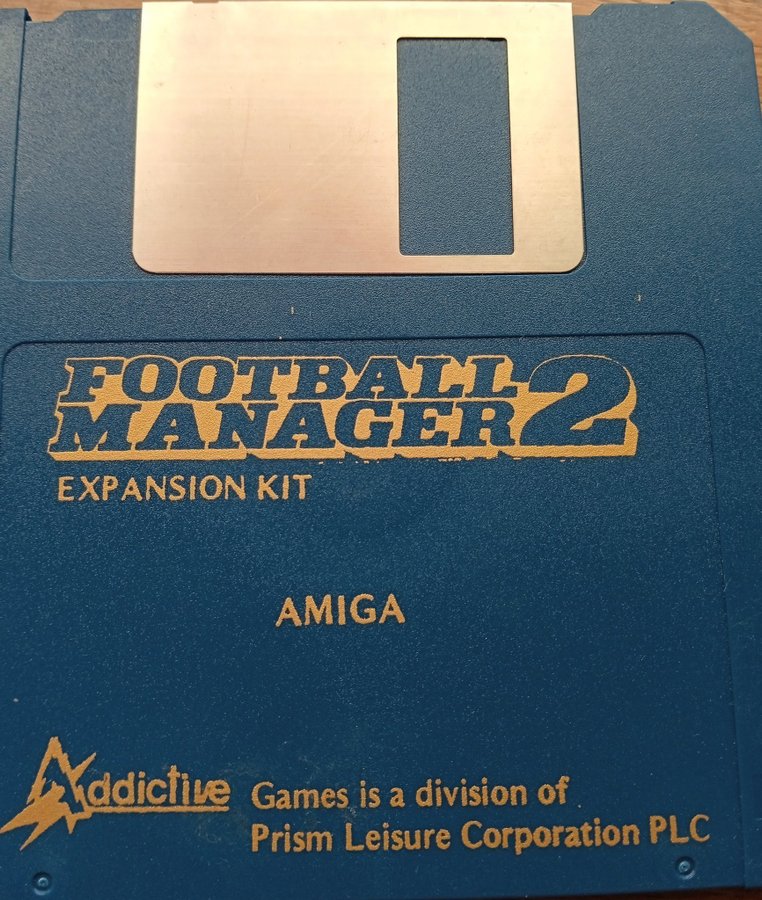 FOOTBALL
MANAGER 2
EXPANSION KIT
AMIGA
Addictive Games is a division of
Prism Leisure Corporation PLC